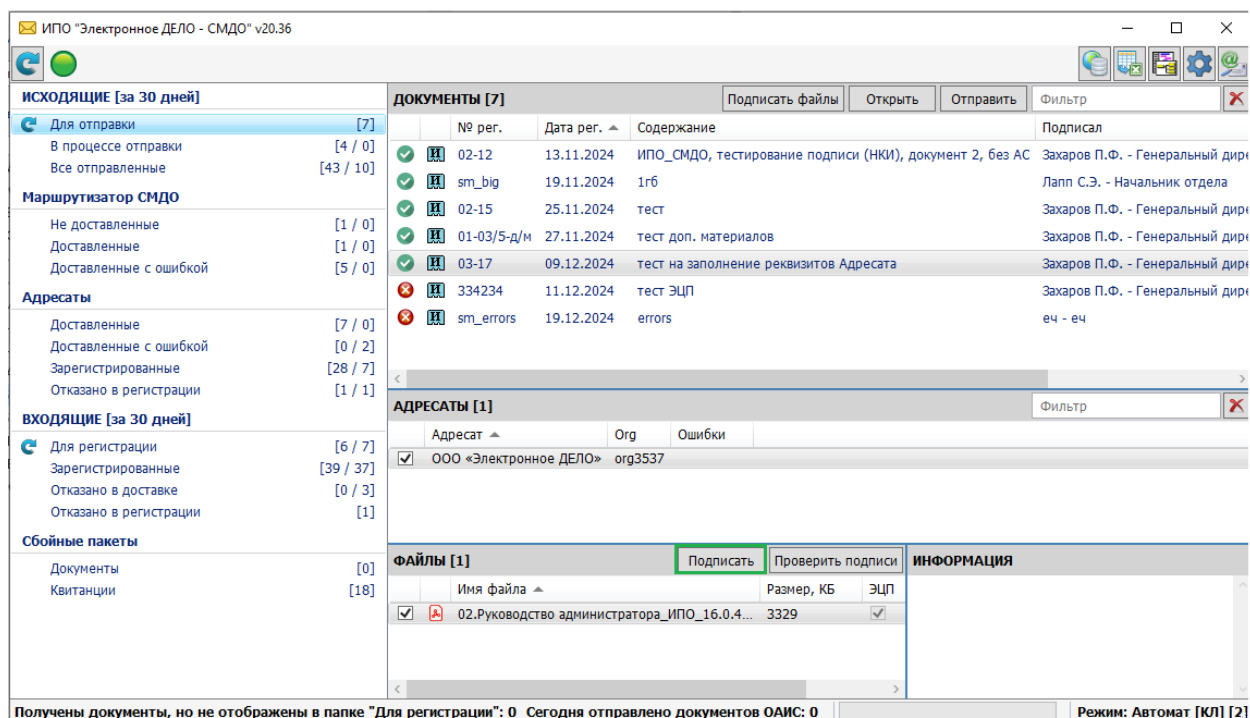 ИПО "Электронное ДЕЛО - СМДО" v20.36
ИСХОДЯЩИЕ [за 30 дней]
Для отправки [7]
В процессе отправки [4 / 0]
Все отправленные [43 / 10]
Маршрутизатор СМДО
Не доставленные [1 / 0]
Доставленные [1 / 0]
Доставленные с ошибкой [5 / 0]
Адресаты
Доставленные [7 / 0]
Доставленные с ошибкой [0 / 2]
Зарегистрированные [28 / 7]
Отказано в регистрации [1 / 1]
ВХОДЯЩИЕ [за 30 дней]
Для регистрации [6 / 7]
Зарегистрированные [39 / 37]
Отказано в доставке [0 / 3]
Отказано в регистрации [1]
Сбойные пакеты
Документы [0]
Квитанции [18]
ДОКУМЕНТЫ [7] Подписать файлы Открыть Отправить Фильтр
№ рег. Дата рег. Содержание Подписал
И 02-12 13.11.2024 ИПО_СМДО, тестирование подписи (НКИ), документ 2, без АС Захаров П.Ф. - Генеральный дире
И sm_big 19.11.2024 1гб Лапп С.Э. - Начальник отдела
И 02-15 25.11.2024 тест Захаров П.Ф. - Генеральный дире
И 01-03/5-д/м 27.11.2024 тест доп. материалов Захаров П.Ф. - Генеральный дире
И 03-17 09.12.2024 тест на заполнение реквизитов Адресата Захаров П.Ф. - Генеральный дире
И 334234 11.12.2024 тест ЭЦП Захаров П.Ф. - Генеральный дире
И sm_errors 19.12.2024 errors еч - еч
АДРЕСАТЫ [1] Фильтр
Адресат Org Ошибки
ООО «Электронное ДЕЛО» org3537
ФАЙЛЫ [1] Подписать Проверить подписи
Имя файла Размер, КБ ЭЦП
02.Руководство администратора_ИПО_16.0.4... 3329
ИНФОРМАЦИЯ
Получены документы, но не отображены в папке "Для регистрации": 0 Сегодня отправлено документов ОАИС: 0 Режим: Автомат [КЛ] [2]